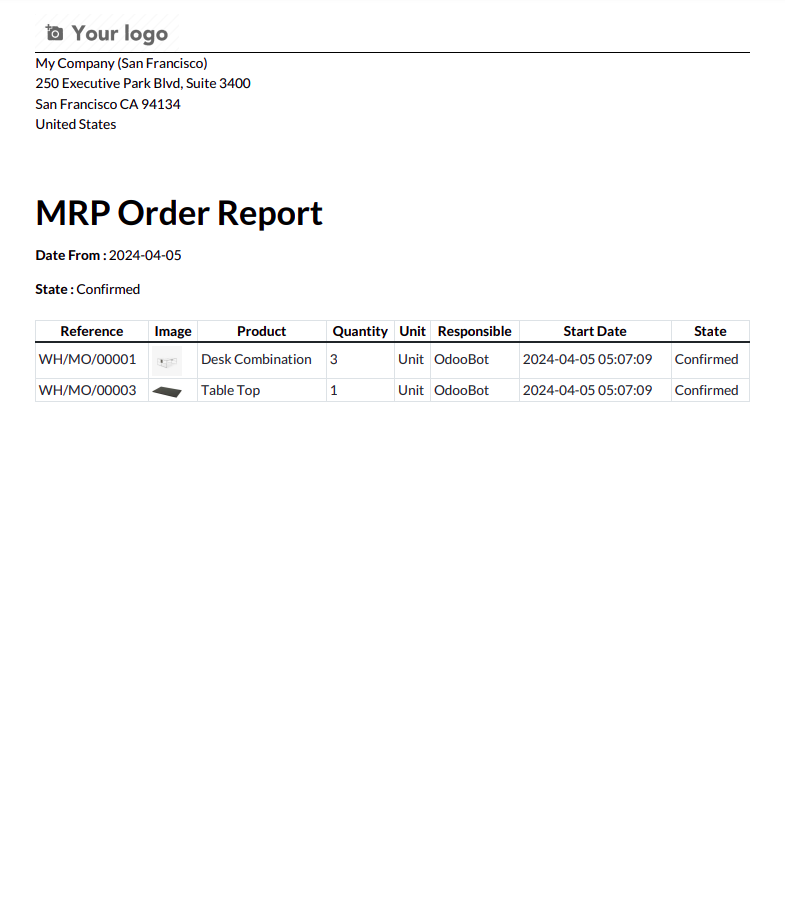 Your logo
My Company (San Francisco)
250 Executive Park Blvd, Suite 3400
San Francisco CA 94134
United States
MRP Order Report
Date From : 2024-04-05
State : Confirmed
Reference Image Product Quantity Unit Responsible Start Date State
WH/MO/00001 Desk Combination 3 Unit OdooBot 2024-04-05 05:07:09 Confirmed
WH/MO/00003 Table Top 1 Unit OdooBot 2024-04-05 05:07:09 Confirmed